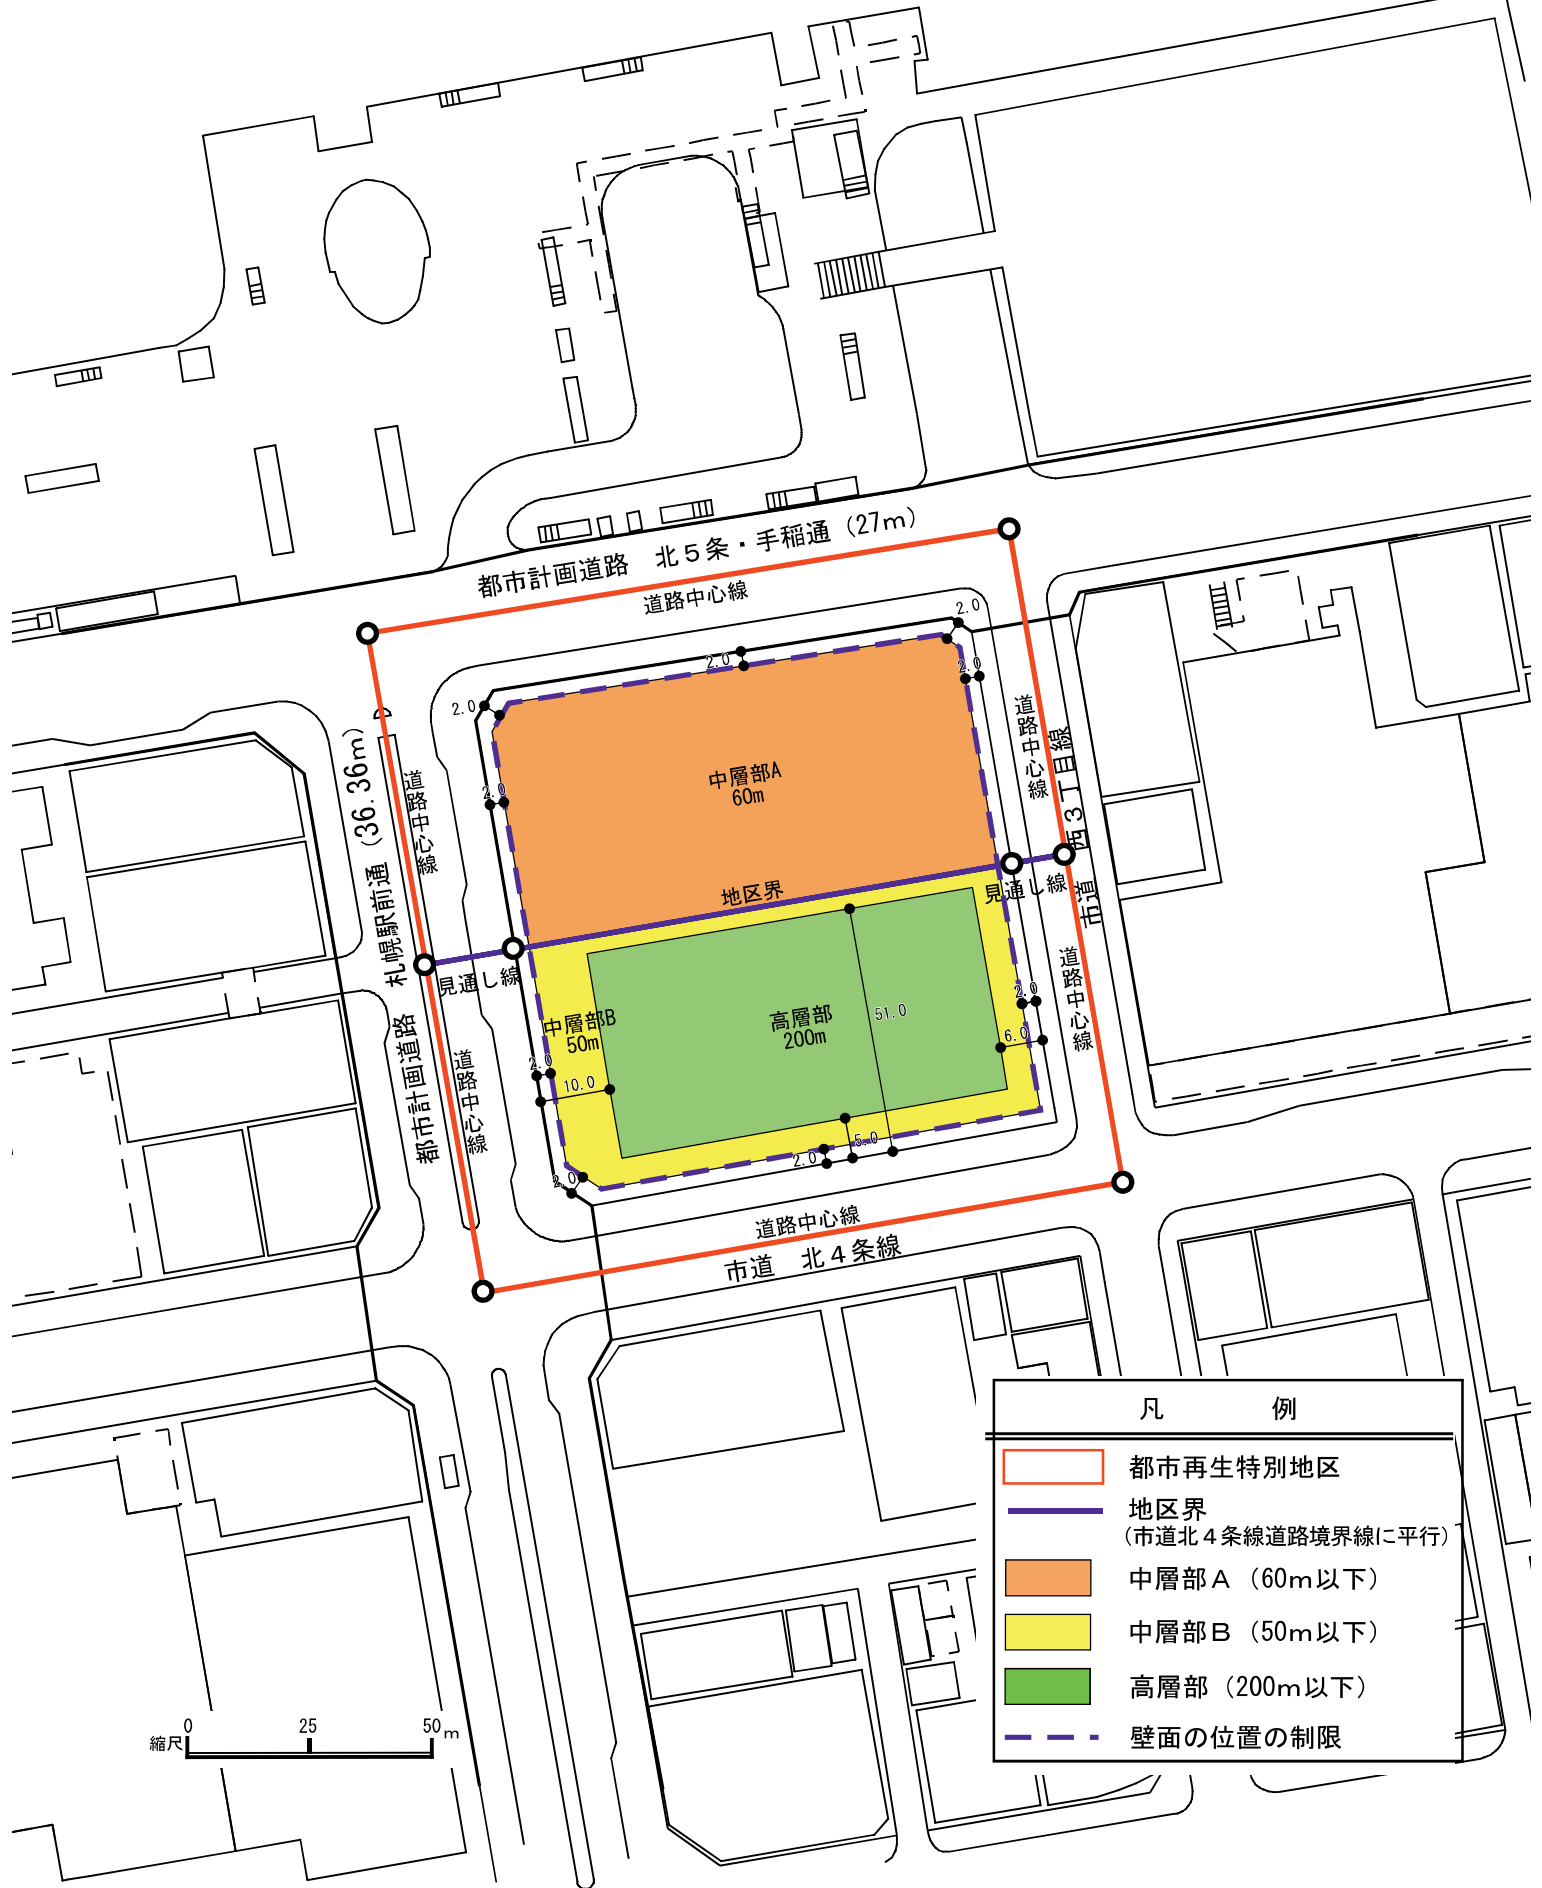 都市計画道路　北５条・手稲通（27ｍ）
道路中心線
2.0
2.0
2.0
2.0
2.0
都市計画道路　札幌駅前通（36.36ｍ）
道路中心線
道路中心線
市道　西３丁目線
中層部A
60m
地区界
見通し線
見通し線
中層部B
50m
高層部
200m
51.0
2.0
6.0
2.0
10.0
5.0
2.0
2.0
道路中心線
道路中心線
道路中心線
市道　北４条線
凡　例
都市再生特別地区
地区界
（市道北４条線道路境界線に平行）
中層部Ａ（60ｍ以下）
中層部Ｂ（50ｍ以下）
高層部（200ｍ以下）
壁面の位置の制限
縮尺 0 25 50ｍ
2.0